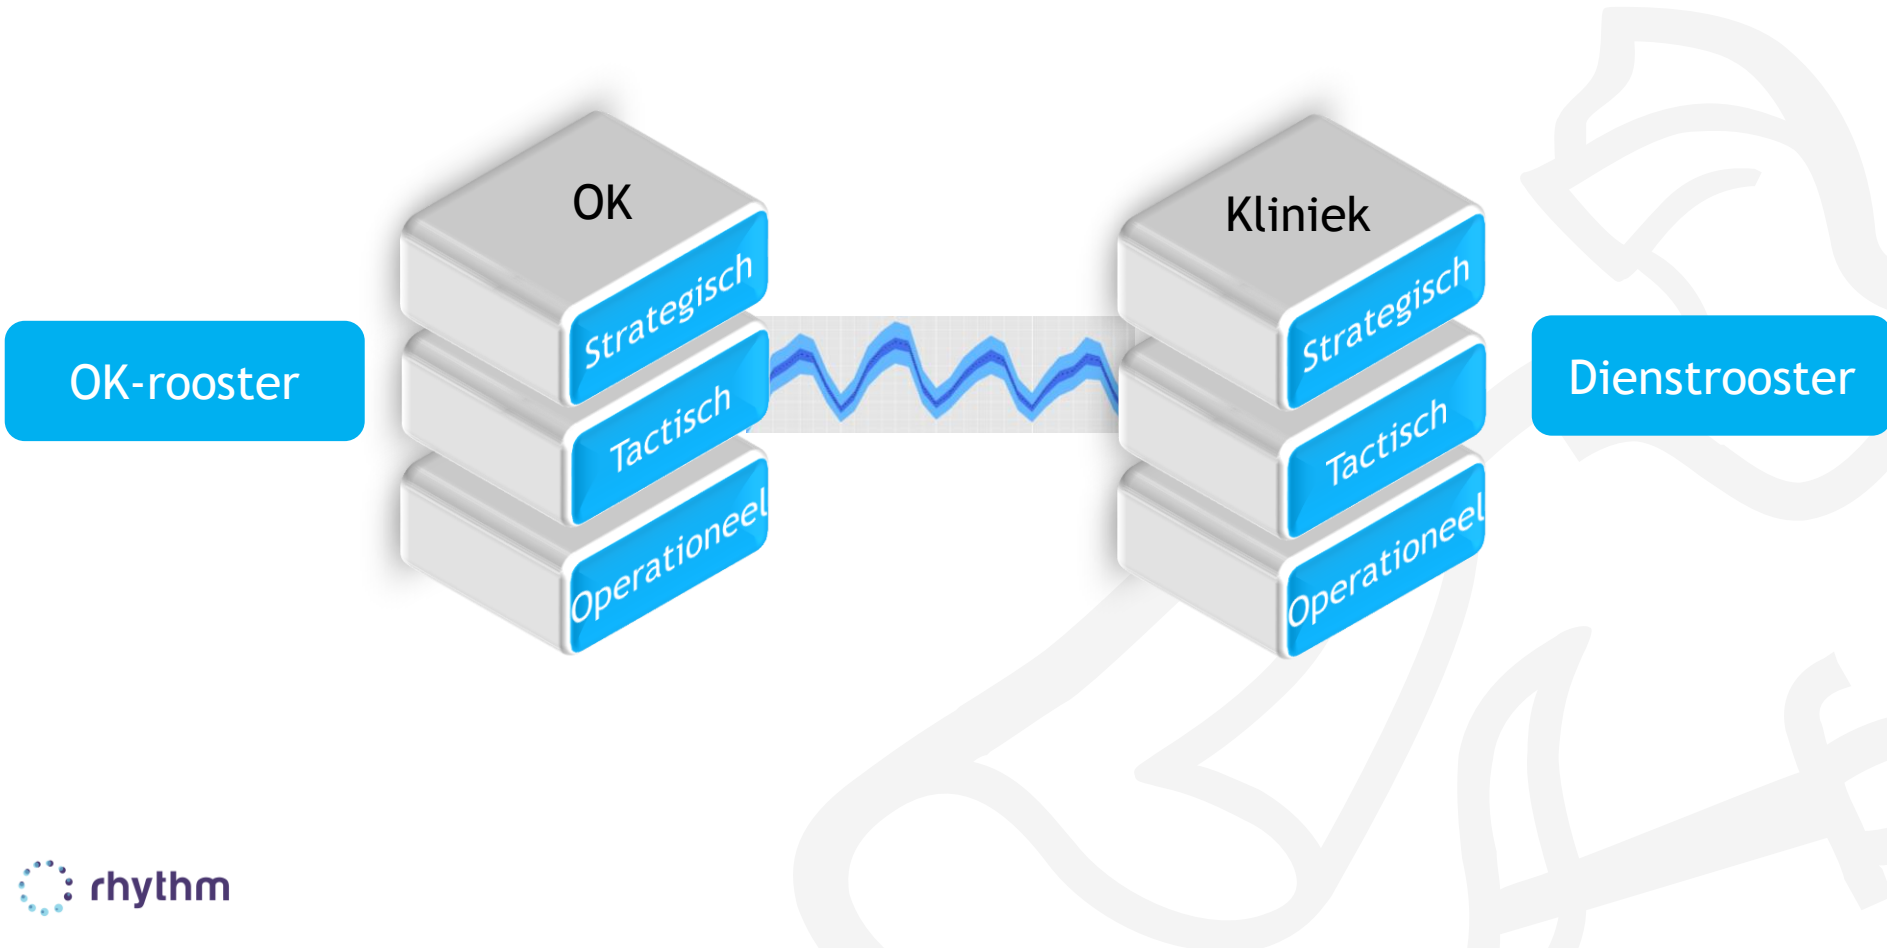 OK
Strategisch
Tactisch
Operationeel
OK-rooster
Kliniek
Strategisch
Tactisch
Operationeel
Dienstrooster
rhythm